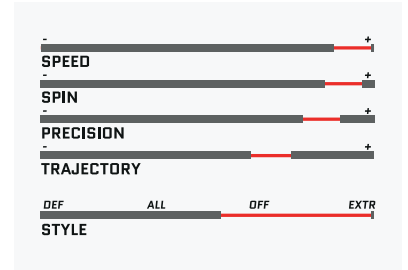 - +
SPEED
- +
SPIN
- +
PRECISION
- +
TRAJECTORY
DEF ALL OFF EXTR
STYLE